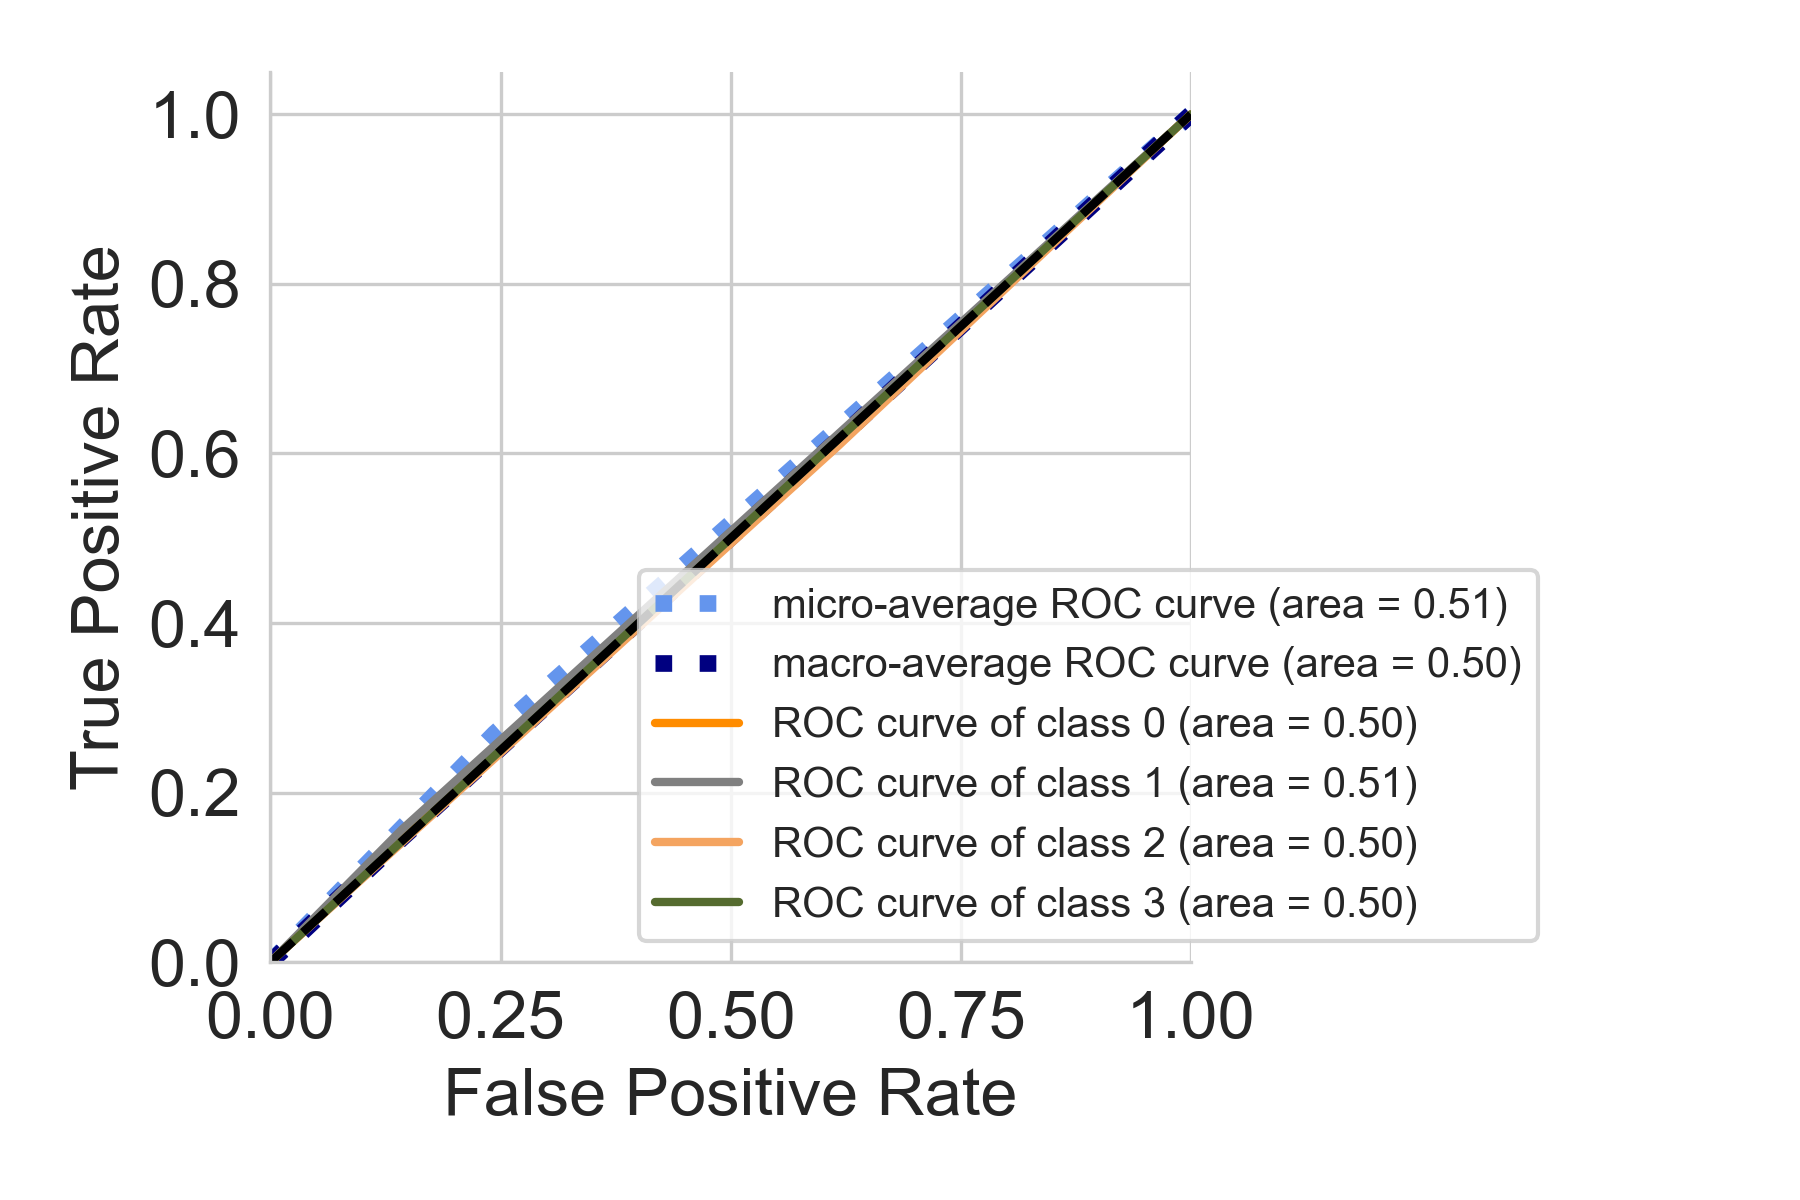 True Positive Rate
1.0
0.8
0.6
0.4
0.2
0.0
micro-average ROC curve (area = 0.51)
macro-average ROC curve (area = 0.50)
ROC curve of class 0 (area = 0.50)
ROC curve of class 1 (area = 0.51)
ROC curve of class 2 (area = 0.50)
ROC curve of class 3 (area = 0.50)
0.00 0.25 0.50 0.75 1.00
False Positive Rate